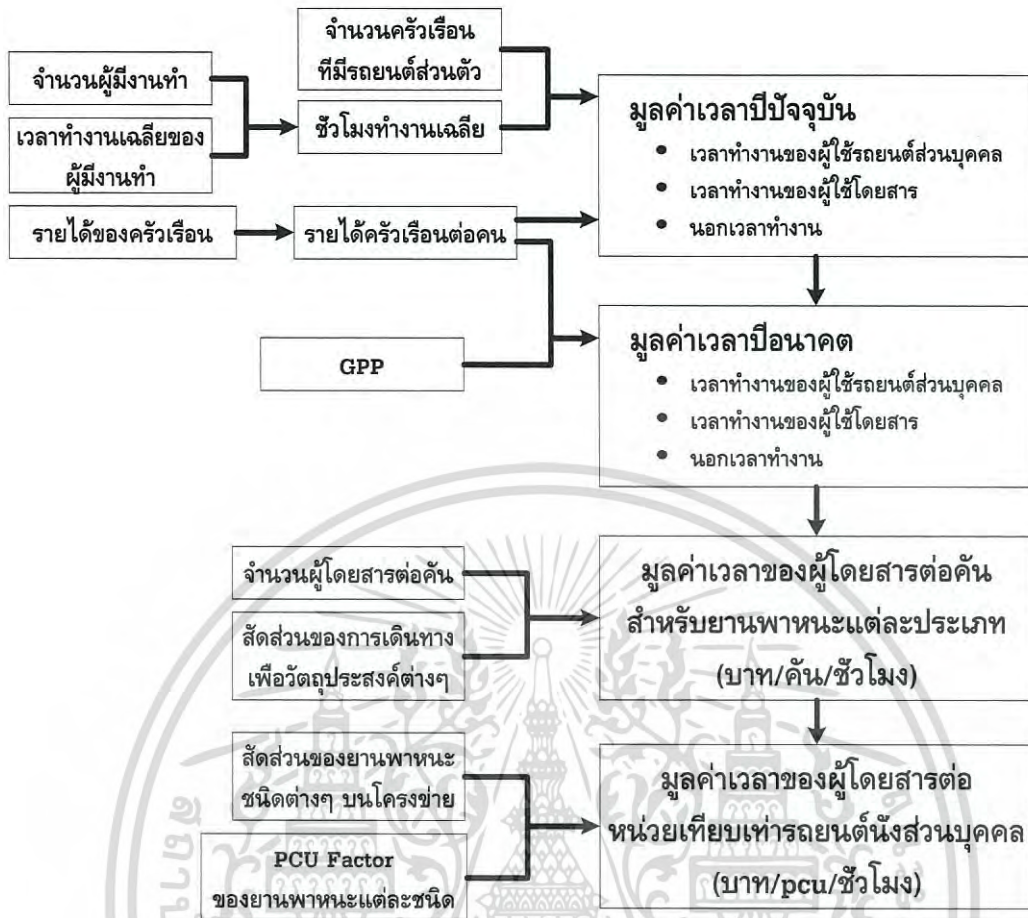 จำนวนครัวเรือน
ที่มีรถยนต์ส่วนตัว
จำนวนผู้มีงานทำ
ชั่วโมงทำงานเฉลี่ย
เวลาทำงานเฉลี่ยของ
ผู้มีงานทำ
รายได้ของครัวเรือน
รายได้ครัวเรือนต่อคน
มูลค่าเวลาปีปัจจุบัน
• เวลาทำงานของผู้ใช้รถยนต์ส่วนบุคคล
• เวลาทำงานของผู้ใช้โดยสาร
• นอกเวลาทำงาน
GPP
มูลค่าเวลาปีอนาคต
• เวลาทำงานของผู้ใช้รถยนต์ส่วนบุคคล
• เวลาทำงานของผู้ใช้โดยสาร
• นอกเวลาทำงาน
จำนวนผู้โดยสารต่อคัน
สัดส่วนของการเดินทาง
เพื่อวัตถุประสงค์ต่างๆ
มูลค่าเวลาของผู้โดยสารต่อคัน
สำหรับยานพาหนะแต่ละประเภท
(บาท/คัน/ชั่วโมง)
สัดส่วนของยานพาหนะ
ชนิดต่างๆ บนโครงข่าย
PCU Factor
ของยานพาหนะแต่ละชนิด
มูลค่าเวลาของผู้โดยสารต่อ
หน่วยเทียบเท่ารถยนต์นั่งส่วนบุคคล
(บาท/pcu/ชั่วโมง)